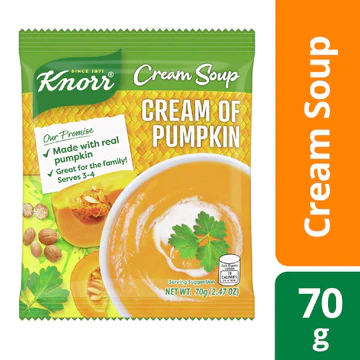 SINCE 1871
Knorr
Cream Soup
CREAM OF
PUMPKIN
Our Promise
✓ Made with real
pumpkin
✓ Great for the family!
Serves 3-4
Serving Suggestion
NET WT. 70g (2.47 OZ)
Cream Soup
70
g